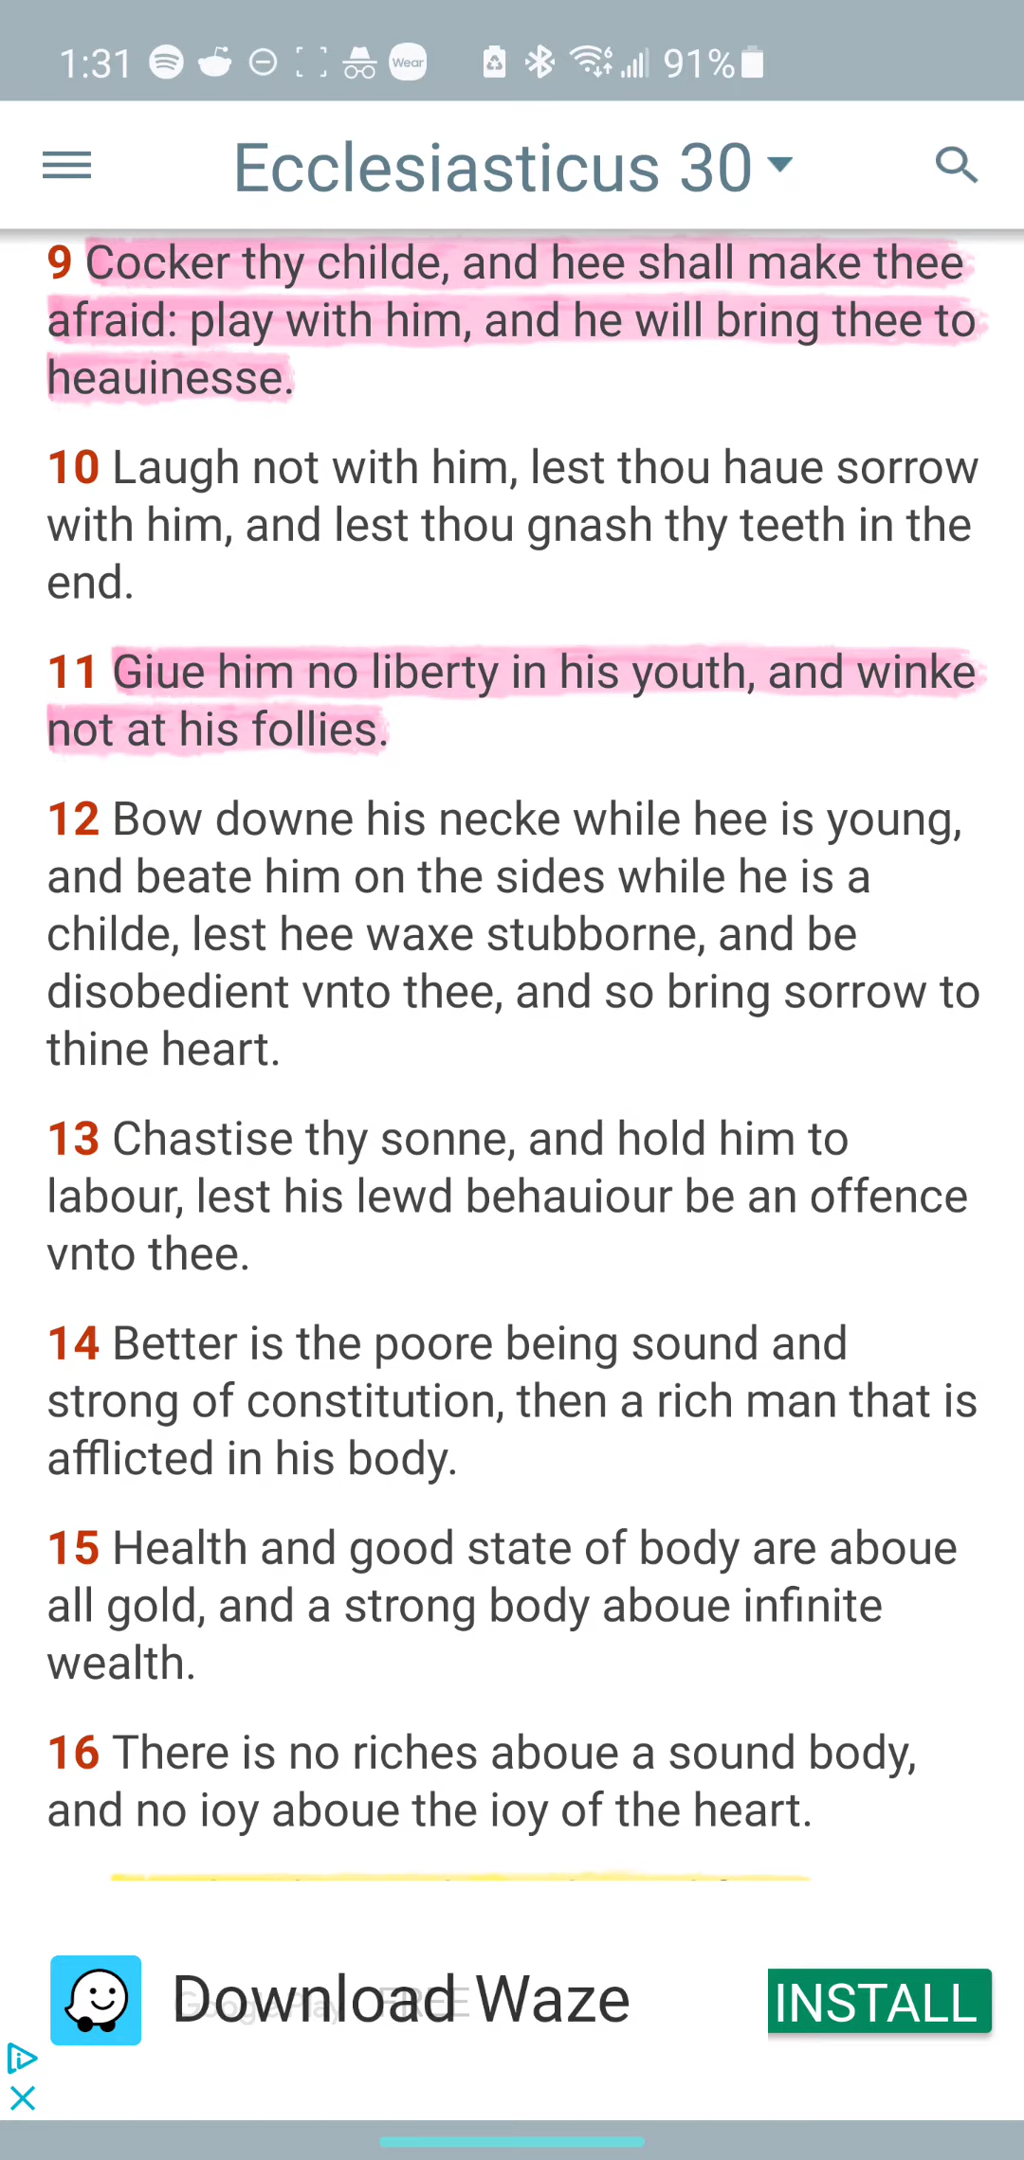 1:31 Wear 91%
Ecclesiasticus 30
9 Cocker thy childe, and hee shall make thee
afraid: play with him, and he will bring thee to
heauinesse.
10 Laugh not with him, lest thou haue sorrow
with him, and lest thou gnash thy teeth in the
end.
11 Giue him no liberty in his youth, and winke
not at his follies.
12 Bow downe his necke while hee is young,
and beate him on the sides while he is a
childe, lest hee waxe stubborne, and be
disobedient vnto thee, and so bring sorrow to
thine heart.
13 Chastise thy sonne, and hold him to
labour, lest his lewd behauiour be an offence
vnto thee.
14 Better is the poore being sound and
strong of constitution, then a rich man that is
afflicted in his body.
15 Health and good state of body are aboue
all gold, and a strong body aboue infinite
wealth.
16 There is no riches aboue a sound body,
and no ioy aboue the ioy of the heart.
Download Waze
Google Play FREE
INSTALL